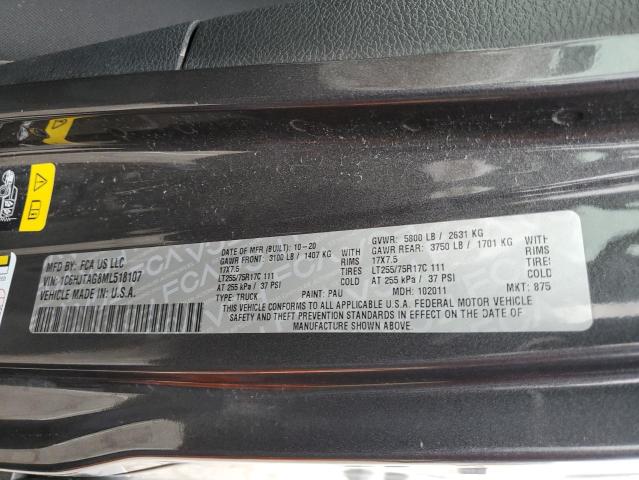 MFD BY: FCA US LLC.
VIN: 1C6HJTAG8ML518107
VEHICLE MADE IN: U.S.A.
DATE OF MFR (BUILT): 10-20
GVWR: 5800 LB / 2631 KG
GAWR FRONT: 3100 LB / 1407 KG WITH
GAWR REAR: 3750 LB / 1701 KG WITH
17X7.5 RIMS
17X7.5 RIMS
LT255/75R17C 111 TIRES
LT255/75R17C 111 TIRES
AT 255 kPa / 37 PSI COLD
AT 255 kPa / 37 PSI COLD
TYPE: TRUCK PAINT: PAU MDH: 102011 MKT: 875
THIS VEHICLE CONFORMS TO ALL APPLICABLE U.S.A. FEDERAL MOTOR VEHICLE
SAFETY AND THEFT PREVENTION STANDARDS IN EFFECT ON THE DATE OF
MANUFACTURE SHOWN ABOVE.